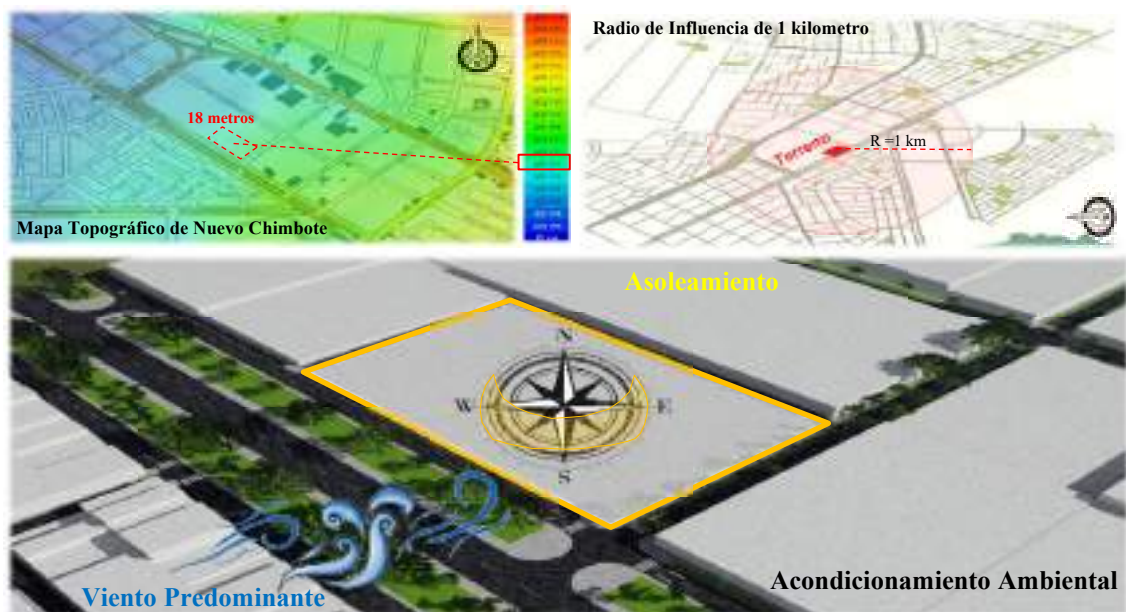 Radio de Influencia de 1 kilometro
18 metros
Terreno
R =1 km
Mapa Topográfico de Nuevo Chimbote
Asoleamiento
N
W
E
S
Viento Predominante
Acondicionamiento Ambiental